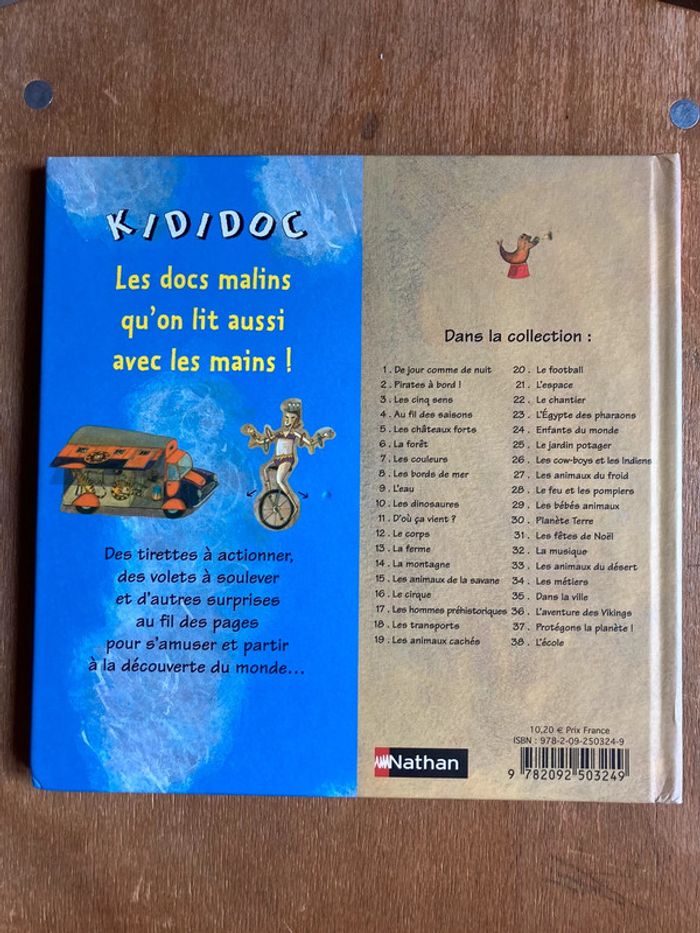 KIDIDOC
Les docs malins
qu'on lit aussi
avec les mains !
Des tirettes à actionner,
des volets à soulever
et d'autres surprises
au fil des pages
pour s'amuser et partir
à la découverte du monde...
Dans la collection :
1 . De jour comme de nuit
2 . Pirates à bord !
3 . Les cinq sens
4 . Au fil des saisons
5 . Les châteaux forts
6 . La forêt
7 . Les couleurs
8 . Les bords de mer
9 . L'eau
10 . Les dinosaures
11 . D'où ça vient ?
12 . Le corps
13 . La ferme
14 . La montagne
15 . Les animaux de la savane
16 . Le cirque
17 . Les hommes préhistoriques
18 . Les transports
19 . Les animaux cachés
20 . Le football
21 . L'espace
22 . Le chantier
23 . L'Égypte des pharaons
24 . Enfants du monde
25 . Le jardin potager
26 . Les cow-boys et les Indiens
27 . Les animaux du froid
28 . Le feu et les pompiers
29 . Les bébés animaux
30 . Planète Terre
31 . Les fêtes de Noël
32 . La musique
33 . Les animaux du désert
34 . Les métiers
35 . Dans la ville
36 . L'aventure des Vikings
37 . Protégons la planète !
38 . L'école
10,20 € Prix France
ISBN : 978-2-09-250324-9
Nathan
9 782092 503249